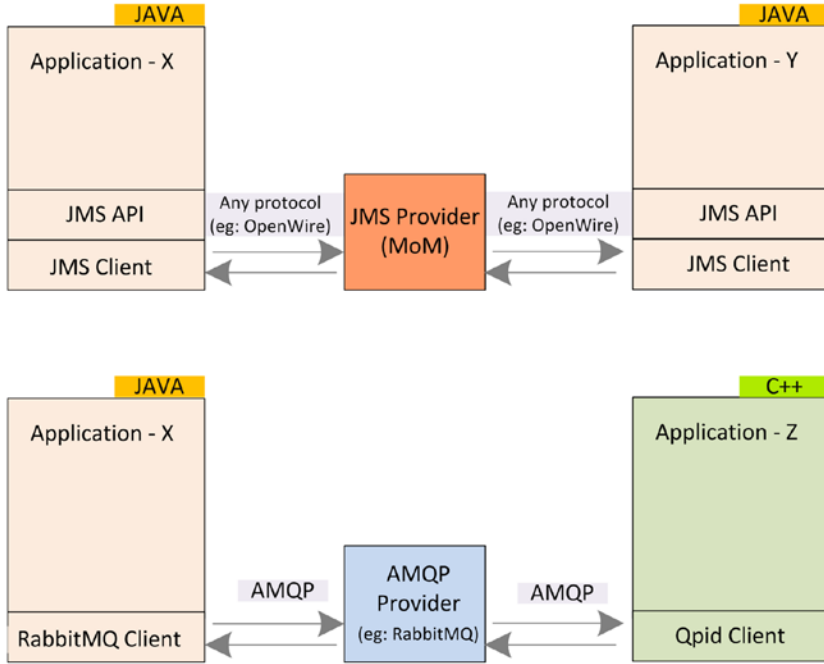 JAVA
JAVA
Application - X
Application - Y
JMS API
Any protocol
(eg: OpenWire)
JMS Provider
(MoM)
Any protocol
(eg: OpenWire)
JMS API
JMS Client
JMS Client
JAVA
C++
Application - X
Application - Z
AMQP
AMQP
Provider
(eg: RabbitMQ)
AMQP
RabbitMQ Client
Qpid Client